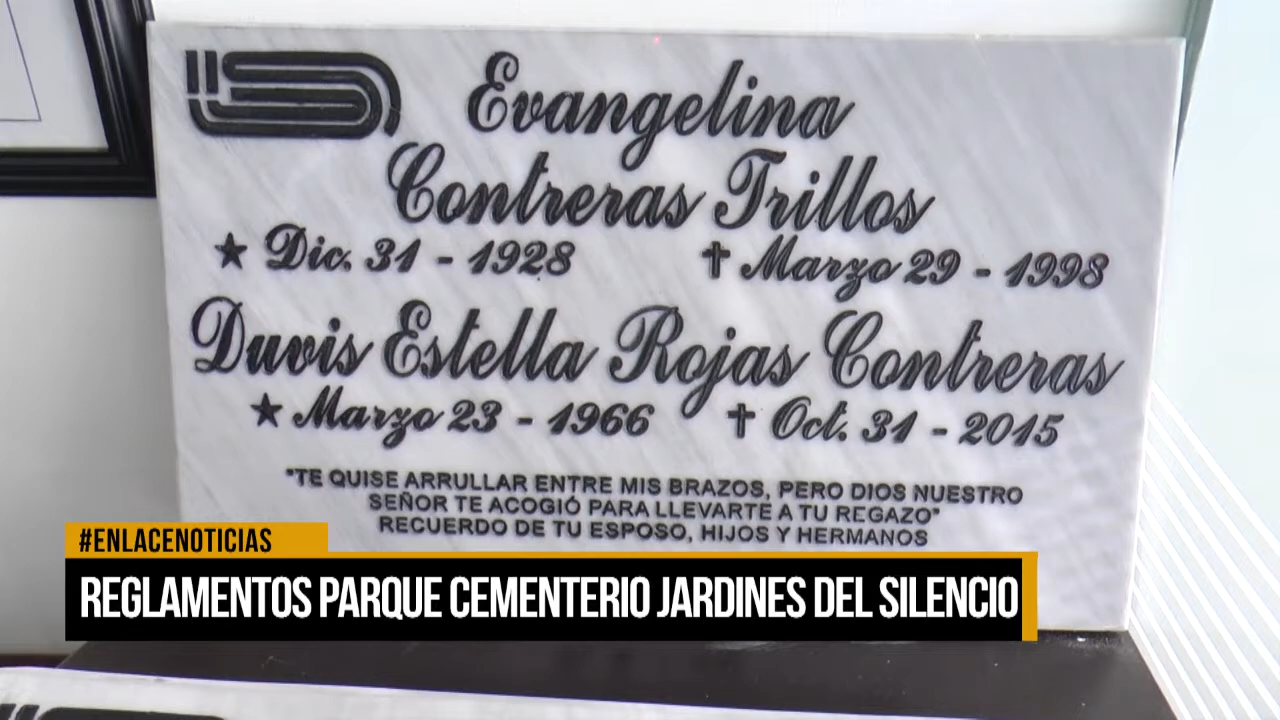 Evangelina
Contreras Trillos
★ Dic. 31 - 1928 ✝ Marzo 29 - 1998
Duvis Estella Rojas Contreras
★ Marzo 23 - 1966 ✝ Oct. 31 - 2015
"TE QUISE ARRULLAR ENTRE MIS BRAZOS, PERO DIOS NUESTRO
SEÑOR TE ACOGIÓ PARA LLEVARTE A TU REGAZO"
RECUERDO DE TU ESPOSO, HIJOS Y HERMANOS
#ENLACENOTICIAS
REGLAMENTOS PARQUE CEMENTERIO JARDINES DEL SILENCIO